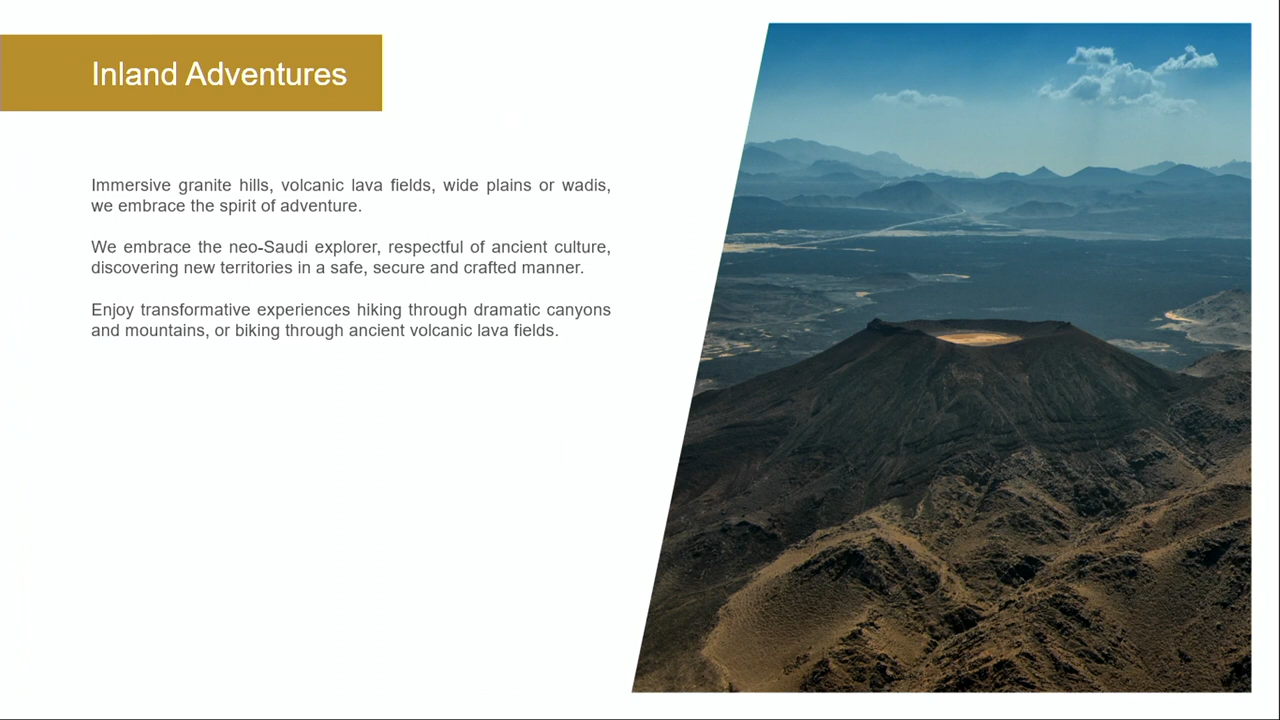 Inland Adventures
Immersive granite hills, volcanic lava fields, wide plains or wadis,
we embrace the spirit of adventure.
We embrace the neo-Saudi explorer, respectful of ancient culture,
discovering new territories in a safe, secure and crafted manner.
Enjoy transformative experiences hiking through dramatic canyons
and mountains, or biking through ancient volcanic lava fields.